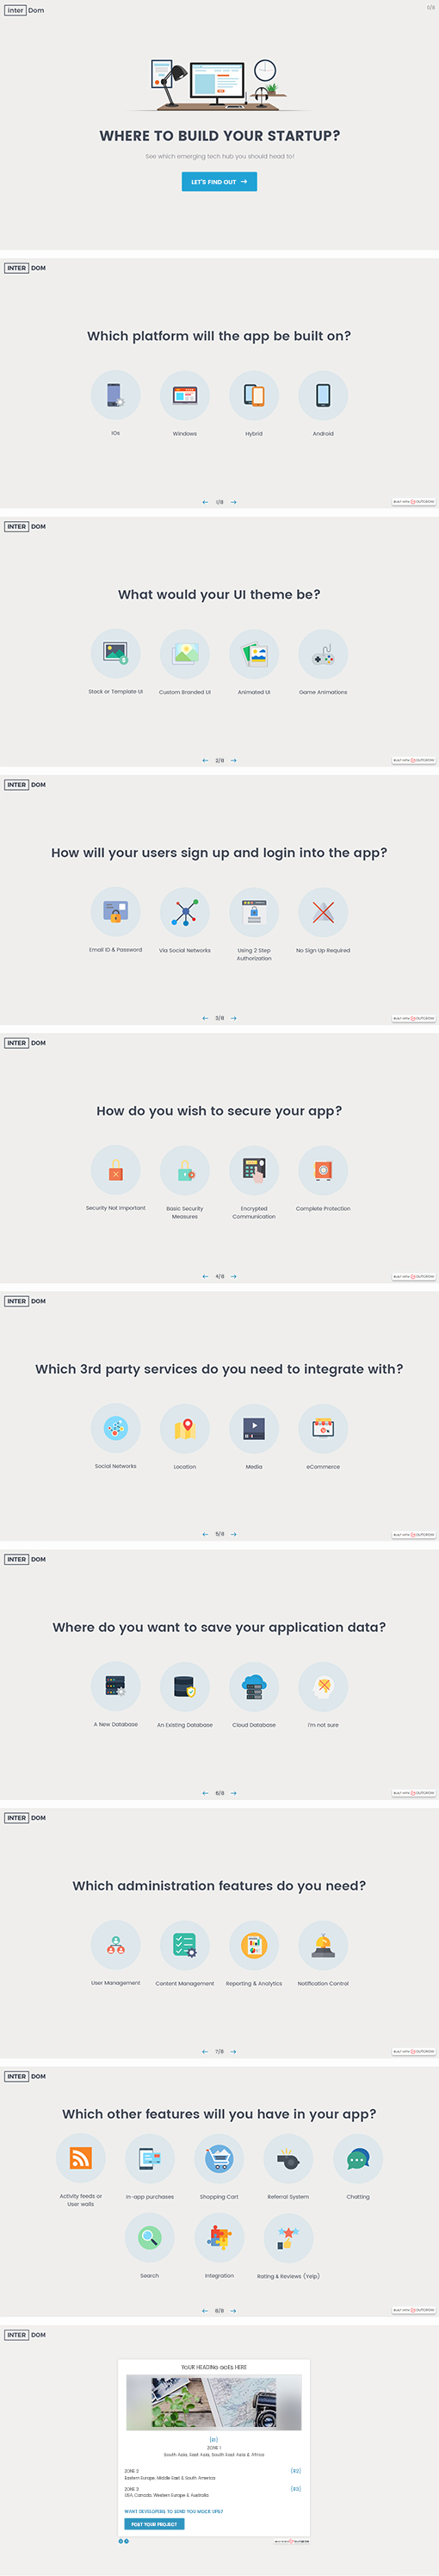 inter Dom
0/8
WHERE TO BUILD YOUR STARTUP?
See which emerging tech hub you should head to!
LET'S FIND OUT
INTER DOM
Which platform will the app be built on?
iOs Windows Hybrid Android
1/8
BUILT WITH OUTGROW
INTER DOM
What would your UI theme be?
Stock or Template UI Custom Branded UI Animated UI Game Animations
2/8
BUILT WITH OUTGROW
INTER DOM
How will your users sign up and login into the app?
Email ID & Password Via Social Networks Using 2 Step No Sign Up Required
Authorization
3/8
BUILT WITH OUTGROW
INTER DOM
How do you wish to secure your app?
Security Not Important Basic Security Encrypted Complete Protection
Measures Communication
4/8
BUILT WITH OUTGROW
INTER DOM
Which 3rd party services do you need to integrate with?
Social Networks Location Media eCommerce
5/8
BUILT WITH OUTGROW
INTER DOM
Where do you want to save your application data?
A New Database An Existing Database Cloud Database I'm not sure
6/8
BUILT WITH OUTGROW
INTER DOM
Which administration features do you need?
User Management Content Management Reporting & Analytics Notification Control
7/8
BUILT WITH OUTGROW
INTER DOM
Which other features will you have in your app?
Activity feeds or In-app purchases Shopping Cart Referral System Chatting
User walls
Search Integration Rating & Reviews (Yelp)
8/8
BUILT WITH OUTGROW
INTER DOM
YOUR HEADING GOES HERE
{R1}
ZONE 1
South Asia, East Asia, South East Asia & Africa
ZONE 2 {R2}
Eastern Europe, Middle East & South America
ZONE 3 {R3}
USA, Canada, Western Europe & Australia
WANT DEVELOPERS TO SEND YOU MOCK UPS?
POST YOUR PROJECT
BUILT WITH OUTGROW